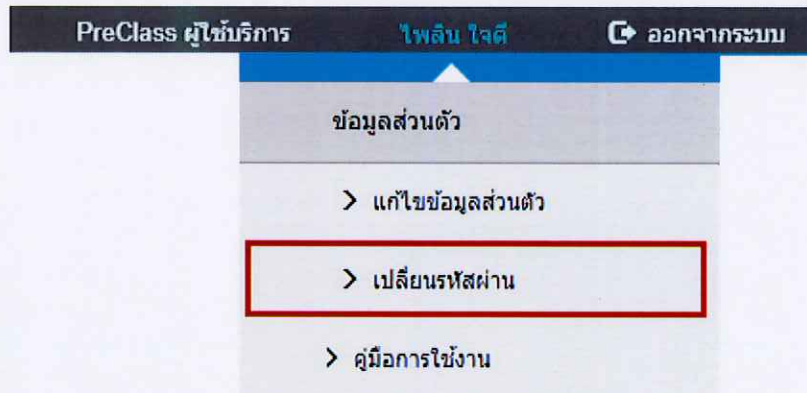 PreClass ผู้ใช้บริการ ไพลิน ใจดี ออกจากระบบ
ข้อมูลส่วนตัว
> แก้ไขข้อมูลส่วนตัว
> เปลี่ยนรหัสผ่าน
> คู่มือการใช้งาน